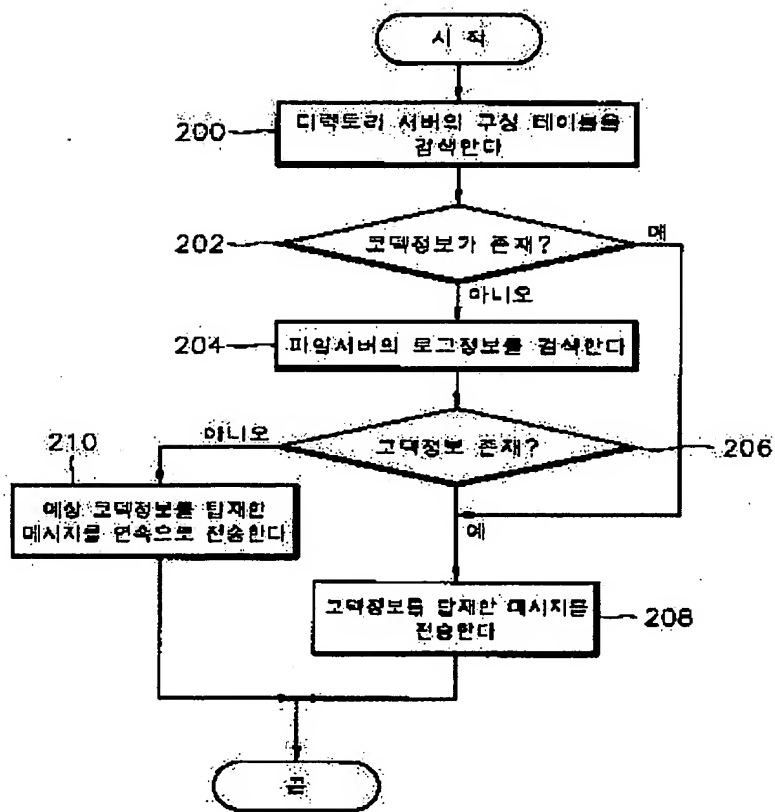 시 작
200
디렉토리 서버의 구성 테이블을
검색한다
202
코덱정보가 존재?
예
아니오
204
파일서버의 로그정보를 검색한다
210
아니오
코덱정보 존재?
206
예상 코덱정보를 탑재한
메시지를 연속으로 전송한다
예
코덱정보를 탑재한 메시지를
전송한다
208
끝